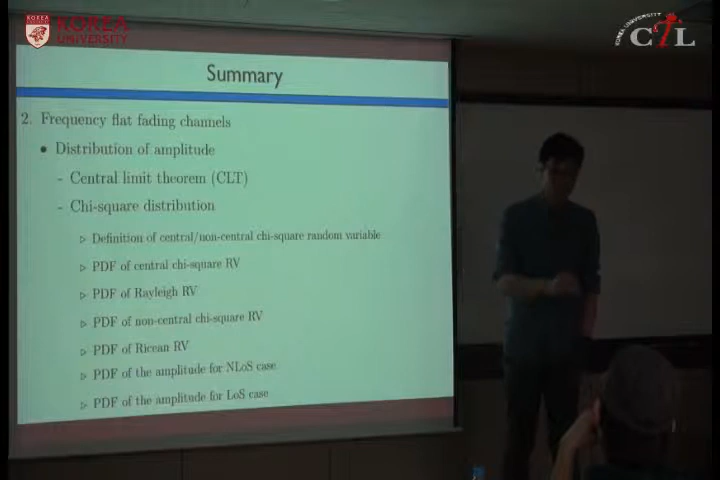 KOREA
UNIVERSITY
KOREA UNIVERSITY
CTL
Summary
2. Frequency flat fading channels
• Distribution of amplitude
- Central limit theorem (CLT)
- Chi-square distribution
▷ Definition of central/non-central chi-square random variable
▷ PDF of central chi-square RV
▷ PDF of Rayleigh RV
▷ PDF of non-central chi-square RV
▷ PDF of Ricean RV
▷ PDF of the amplitude for NLoS case
▷ PDF of the amplitude for LoS case